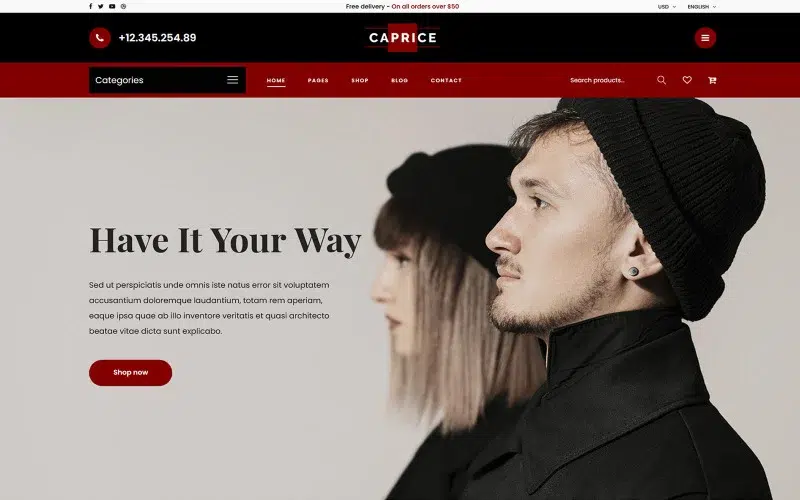 Free delivery - On all orders over $50
USD
ENGLISH
+12.345.254.89
CAPRICE
Categories
HOME
PAGES
SHOP
BLOG
CONTACT
Search products..
Have It Your Way
Sed ut perspiciatis unde omnis iste natus error sit voluptatem
accusantium doloremque laudantium, totam rem aperiam,
eaque ipsa quae ab illo inventore veritatis et quasi architecto
beatae vitae dicta sunt explicabo.
Shop now